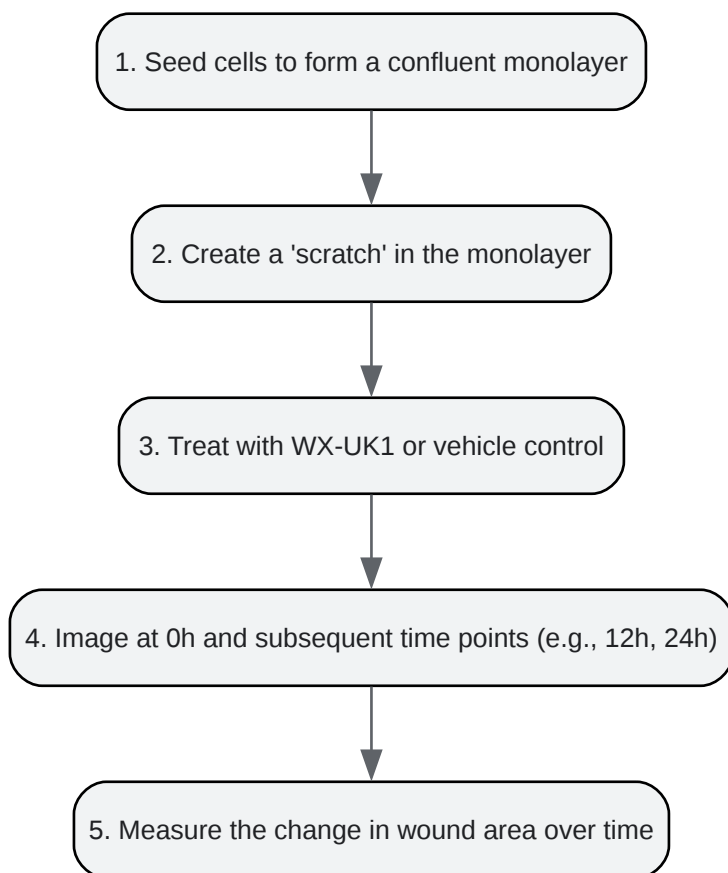 1. Seed cells to form a confluent monolayer
2. Create a 'scratch' in the monolayer
3. Treat with WX-UK1 or vehicle control
4. Image at 0h and subsequent time points (e.g., 12h, 24h)
5. Measure the change in wound area over time